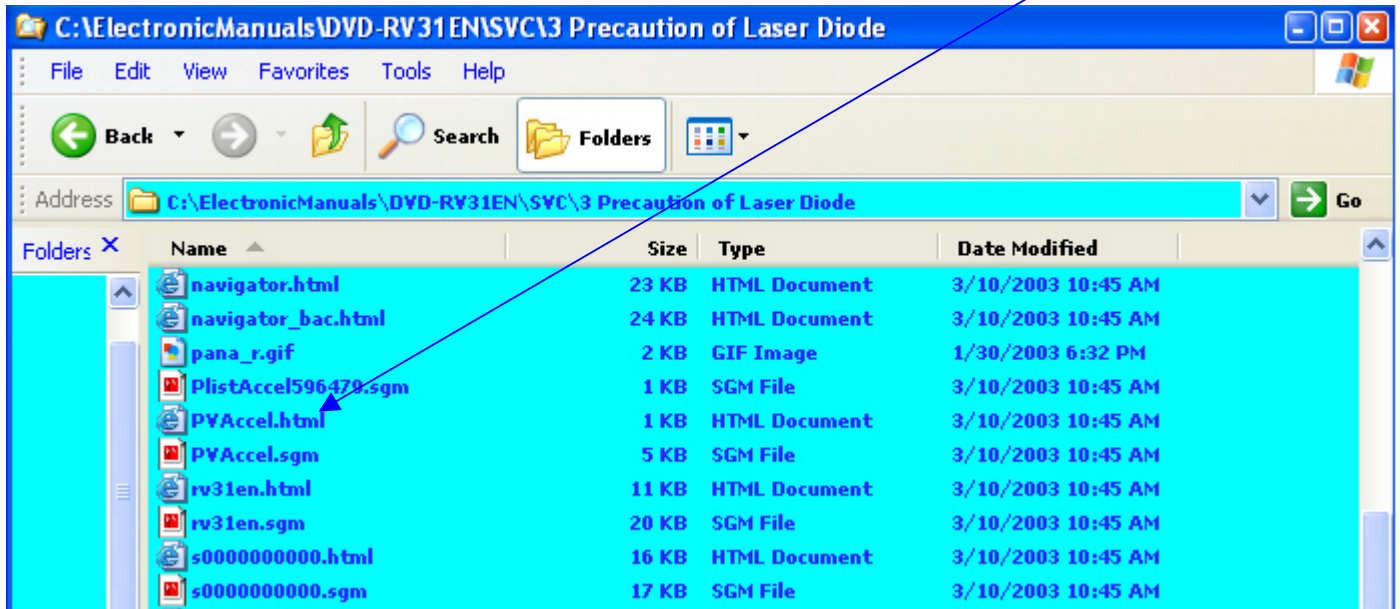 C:\ElectronicManuals\DVD-RV31EN\SVC\3 Precaution of Laser Diode
File Edit View Favorites Tools Help
Back Search Folders
Address C:\ElectronicManuals\DVD-RV31EN\SVC\3 Precaution of Laser Diode Go
Folders X Name Size Type Date Modified
navigator.html 23 KB HTML Document 3/10/2003 10:45 AM
navigator_bac.html 24 KB HTML Document 3/10/2003 10:45 AM
pana_r.gif 2 KB GIF Image 1/30/2003 6:32 PM
PlistAccel596479.sgm 1 KB SGM File 3/10/2003 10:45 AM
PVAccel.html 1 KB HTML Document 3/10/2003 10:45 AM
PVAccel.sgm 5 KB SGM File 3/10/2003 10:45 AM
rv31en.html 11 KB HTML Document 3/10/2003 10:45 AM
rv31en.sgm 20 KB SGM File 3/10/2003 10:45 AM
s0000000000.html 16 KB HTML Document 3/10/2003 10:45 AM
s0000000000.sgm 17 KB SGM File 3/10/2003 10:45 AM